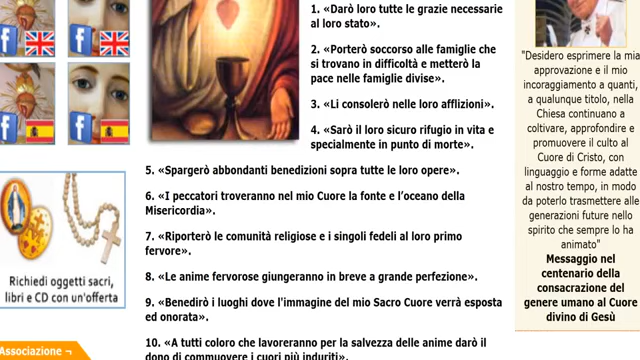 1. «Darò loro tutte le grazie necessarie
al loro stato».
2. «Porterò soccorso alle famiglie che
si trovano in difficoltà e metterò la
pace nelle famiglie divise».
3. «Li consolerò nelle loro afflizioni».
4. «Sarò il loro sicuro rifugio in vita e
specialmente in punto di morte».
5. «Spargerò abbondanti benedizioni sopra tutte le loro opere».
6. «I peccatori troveranno nel mio Cuore la fonte e l'oceano della
Misericordia».
7. «Riporterò le comunità religiose e i singoli fedeli al loro primo
fervore».
8. «Le anime fervorose giungeranno in breve a grande perfezione».
9. «Benedirò i luoghi dove l'immagine del mio Sacro Cuore verrà esposta
ed onorata».
10. «A tutti coloro che lavoreranno per la salvezza delle anime darò il
dono di commuovere i cuori più induriti».
Richiedi oggetti sacri,
libri e CD con un'offerta
Associazione ¬
"Desidero esprimere la mia
approvazione e il mio
incoraggiamento a quanti,
a qualunque titolo, nella
Chiesa continuano a
coltivare, approfondire e
promuovere il culto al
Cuore di Cristo, con
linguaggio e forme adatte
al nostro tempo, in modo
da poterlo trasmettere alle
generazioni future nello
spirito che sempre lo ha
animato"
Messaggio nel
centenario della
consacrazione del
genere umano al Cuore
divino di Gesù